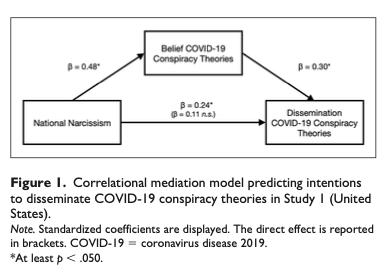 Belief COVID-19
Conspiracy Theories
β = 0.48*
β = 0.30*
β = 0.24*
(β = 0.11 n.s.)
National Narcissism
Dissemination
COVID-19 Conspiracy
Theories
Figure 1. Correlational mediation model predicting intentions
to disseminate COVID-19 conspiracy theories in Study 1 (United
States).
Note. Standardized coefficients are displayed. The direct effect is reported
in brackets. COVID-19 = coronavirus disease 2019.
*At least p < .050.